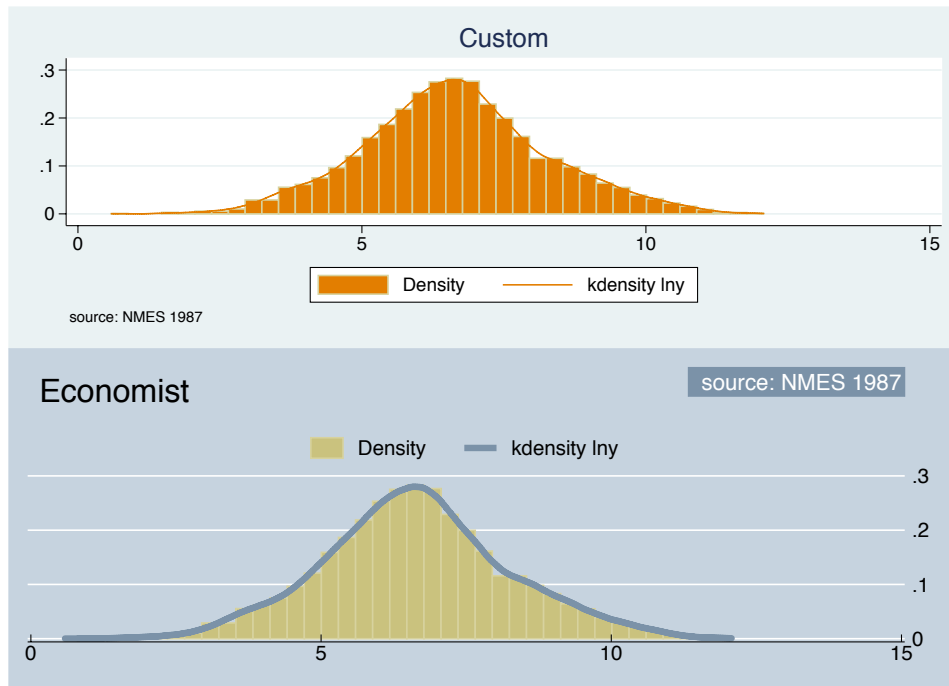 Custom
.3
.2
.1
0
0 5 10 15
Density kdensity lny
source: NMES 1987
Economist
source: NMES 1987
Density kdensity lny
.3
.2
.1
0
0 5 10 15